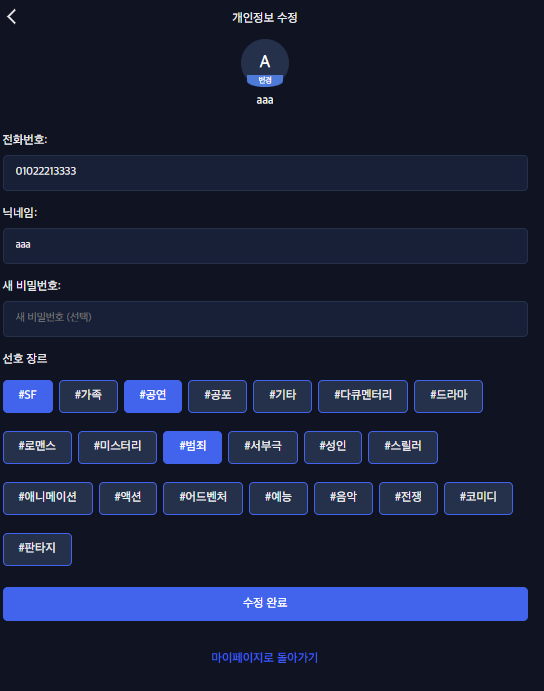 개인정보 수정
A
변경
aaa
전화번호:
01022213333
닉네임:
aaa
새 비밀번호:
새 비밀번호 (선택)
선호 장르
#SF #가족 #공연 #공포 #기타 #다큐멘터리 #드라마
#로맨스 #미스터리 #범죄 #서부극 #성인 #스릴러
#애니메이션 #액션 #어드벤처 #예능 #음악 #전쟁 #코미디
#판타지
수정 완료
마이페이지로 돌아가기